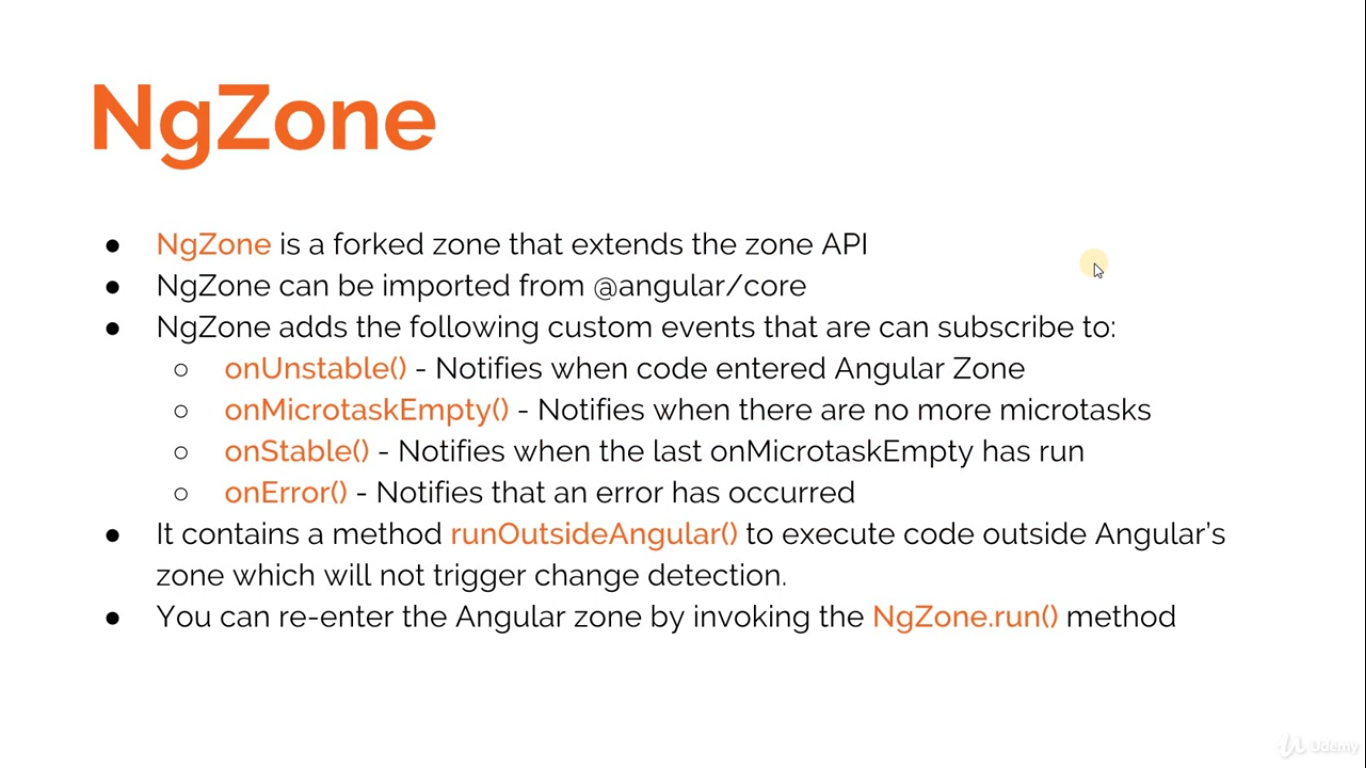 NgZone
● NgZone is a forked zone that extends the zone API
● NgZone can be imported from @angular/core
● NgZone adds the following custom events that are can subscribe to:
○ onUnstable() - Notifies when code entered Angular Zone
○ onMicrotaskEmpty() - Notifies when there are no more microtasks
○ onStable() - Notifies when the last onMicrotaskEmpty has run
○ onError() - Notifies that an error has occurred
● It contains a method runOutsideAngular() to execute code outside Angular’s
zone which will not trigger change detection.
● You can re-enter the Angular zone by invoking the NgZone.run() method
Udemy